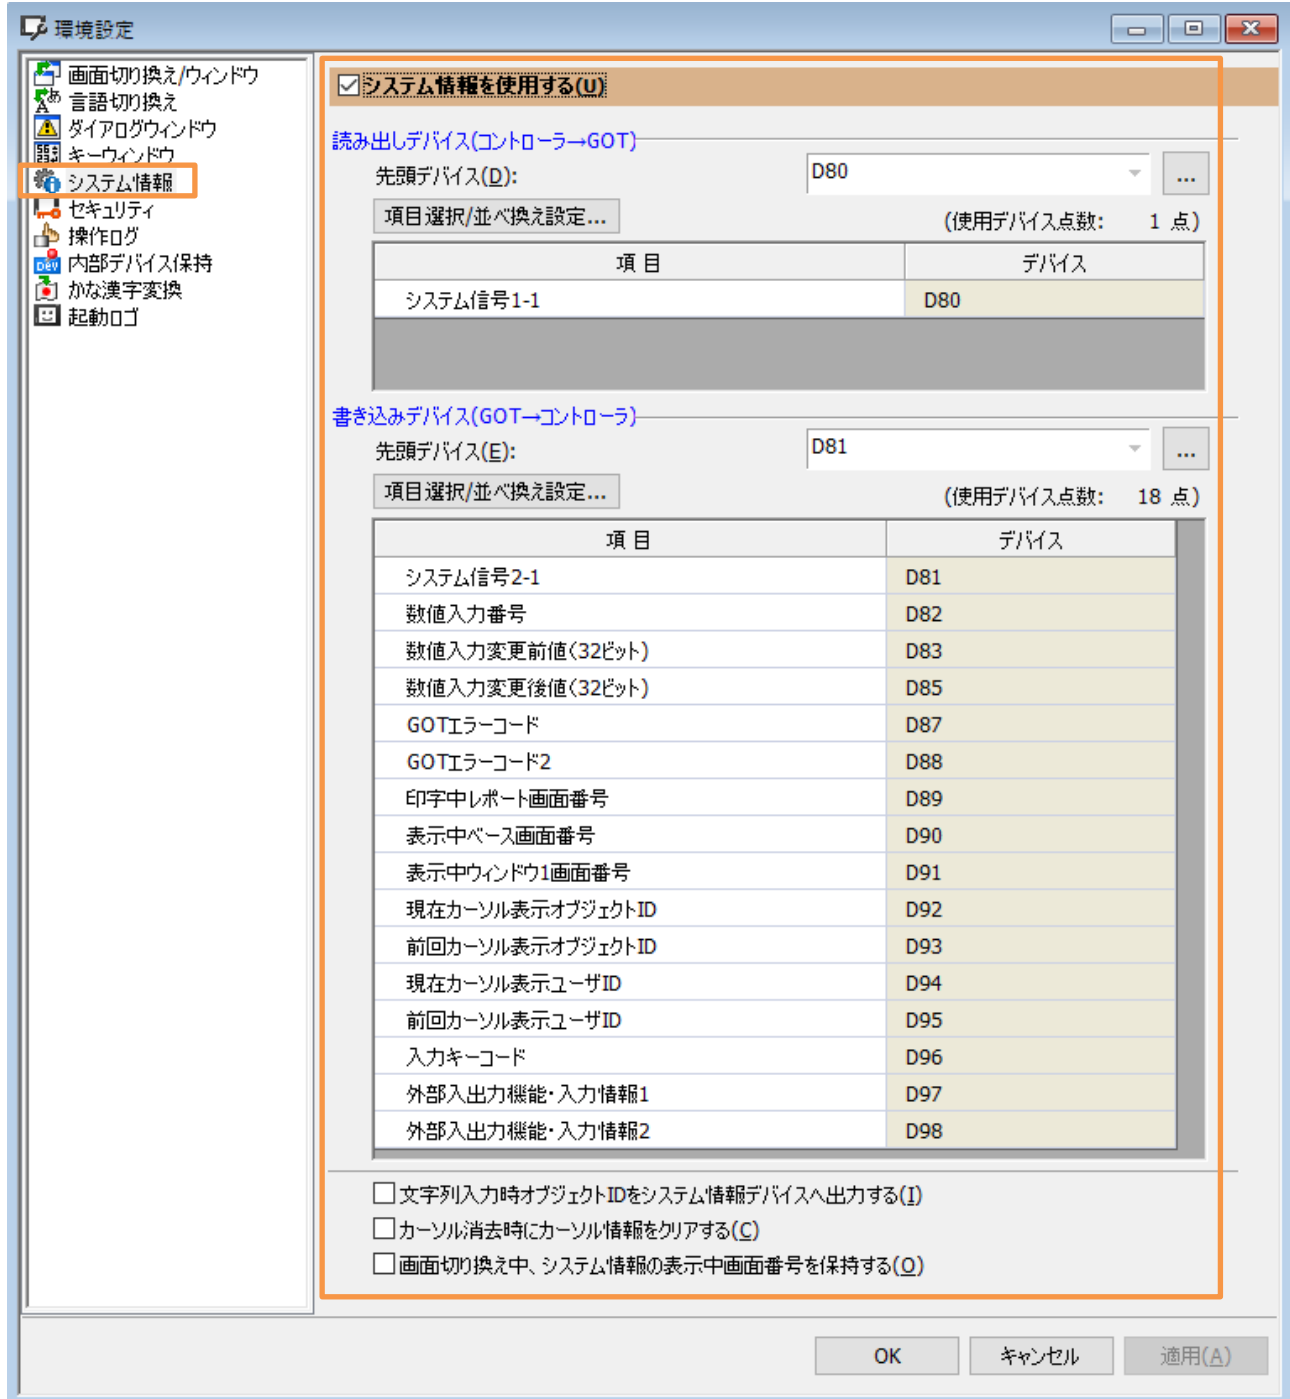 環境設定
画面切り換え/ウィンドウ
言語切り換え
ダイアログウィンドウ
キーウィンドウ
システム情報
セキュリティ
操作ログ
内部デバイス保持
かな漢字変換
起動ロゴ
システム情報を使用する(U)
読み出しデバイス(コントローラ→GOT)
先頭デバイス(D): D80 ...
項目選択/並べ換え設定... (使用デバイス点数: 1 点)
項目 デバイス
システム信号1-1 D80
書き込みデバイス(GOT→コントローラ)
先頭デバイス(E): D81 ...
項目選択/並べ換え設定... (使用デバイス点数: 18 点)
項目 デバイス
システム信号2-1 D81
数値入力番号 D82
数値入力変更前値(32ビット) D83
数値入力変更後値(32ビット) D85
GOTエラーコード D87
GOTエラーコード2 D88
印字中レポート画面番号 D89
表示中ベース画面番号 D90
表示中ウィンドウ1画面番号 D91
現在カーソル表示オブジェクトID D92
前回カーソル表示オブジェクトID D93
現在カーソル表示ユーザID D94
前回カーソル表示ユーザID D95
入力キーコード D96
外部入出力機能・入力情報1 D97
外部入出力機能・入力情報2 D98
文字列入力時オブジェクトIDをシステム情報デバイスへ出力する(I)
カーソル消去時にカーソル情報をクリアする(C)
画面切り換え中、システム情報の表示中画面番号を保持する(O)
OK キャンセル 適用(A)